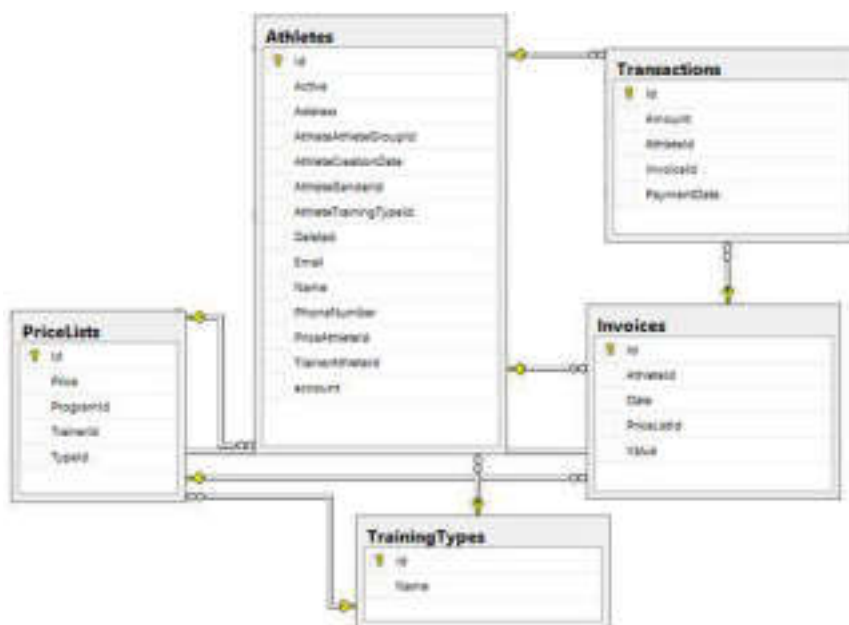 Athletes
Id
Active
Address
AthleteAthleteGroupId
AthleteCreationDate
AthleteGenderId
AthleteTrainingTypeId
Deleted
Email
Name
PhoneNumber
PriceAthleteId
TrainerAthleteId
account
Transactions
Id
Amount
AthleteId
InvoiceId
PaymentDate
PriceLists
Id
Price
ProgramId
TrainerId
TypeId
Invoices
Id
AthleteId
Date
PriceListId
Value
TrainingTypes
Id
Name